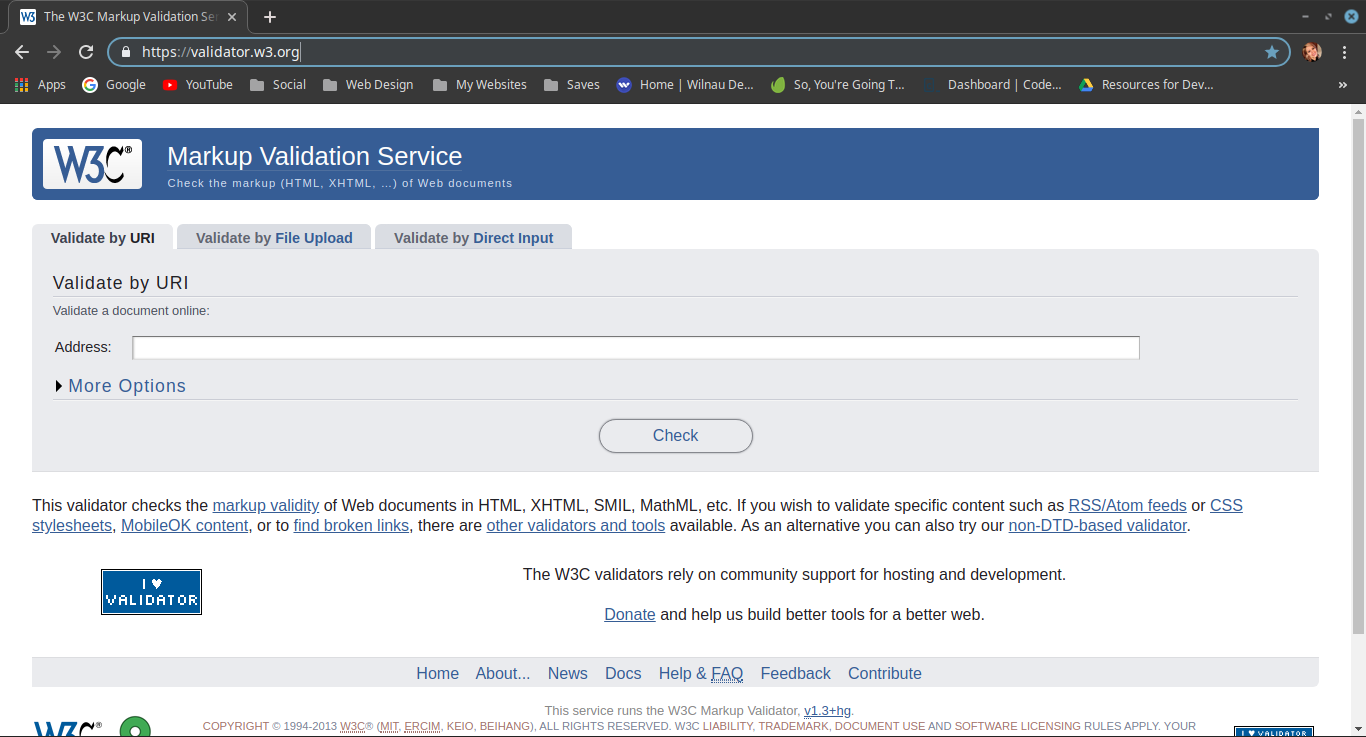 The W3C Markup Validation Ser
https://validator.w3.org
Apps Google YouTube Social Web Design My Websites Saves Home | Wilnau De... So, You're Going T... Dashboard | Code... Resources for Dev... »
W3C®
Markup Validation Service
Check the markup (HTML, XHTML, …) of Web documents
Validate by URI Validate by File Upload Validate by Direct Input
Validate by URI
Validate a document online:
Address:
More Options
Check
This validator checks the markup validity of Web documents in HTML, XHTML, SMIL, MathML, etc. If you wish to validate specific content such as RSS/Atom feeds or CSS
stylesheets, MobileOK content, or to find broken links, there are other validators and tools available. As an alternative you can also try our non-DTD-based validator.
I ♥
VALIDATOR
The W3C validators rely on community support for hosting and development.
Donate and help us build better tools for a better web.
Home About... News Docs Help & FAQ Feedback Contribute
This service runs the W3C Markup Validator, v1.3+hg.
W3C®
COPYRIGHT © 1994-2013 W3C® (MIT, ERCIM, KEIO, BEIHANG), ALL RIGHTS RESERVED. W3C LIABILITY, TRADEMARK, DOCUMENT USE AND SOFTWARE LICENSING RULES APPLY. YOUR
I ♥ VALIDATOR